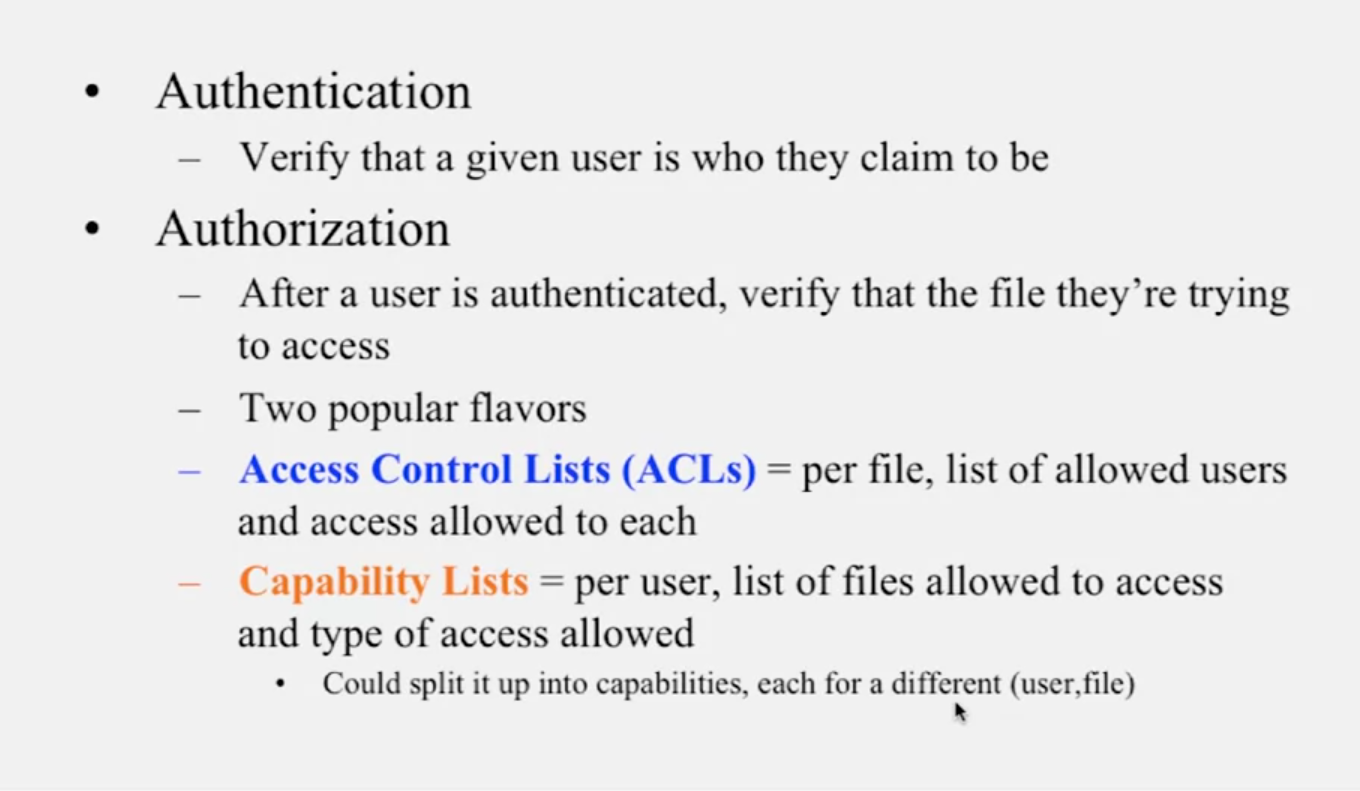 • Authentication
– Verify that a given user is who they claim to be
• Authorization
– After a user is authenticated, verify that the file they’re trying
to access
– Two popular flavors
– Access Control Lists (ACLs) = per file, list of allowed users
and access allowed to each
– Capability Lists = per user, list of files allowed to access
and type of access allowed
• Could split it up into capabilities, each for a different (user,file)